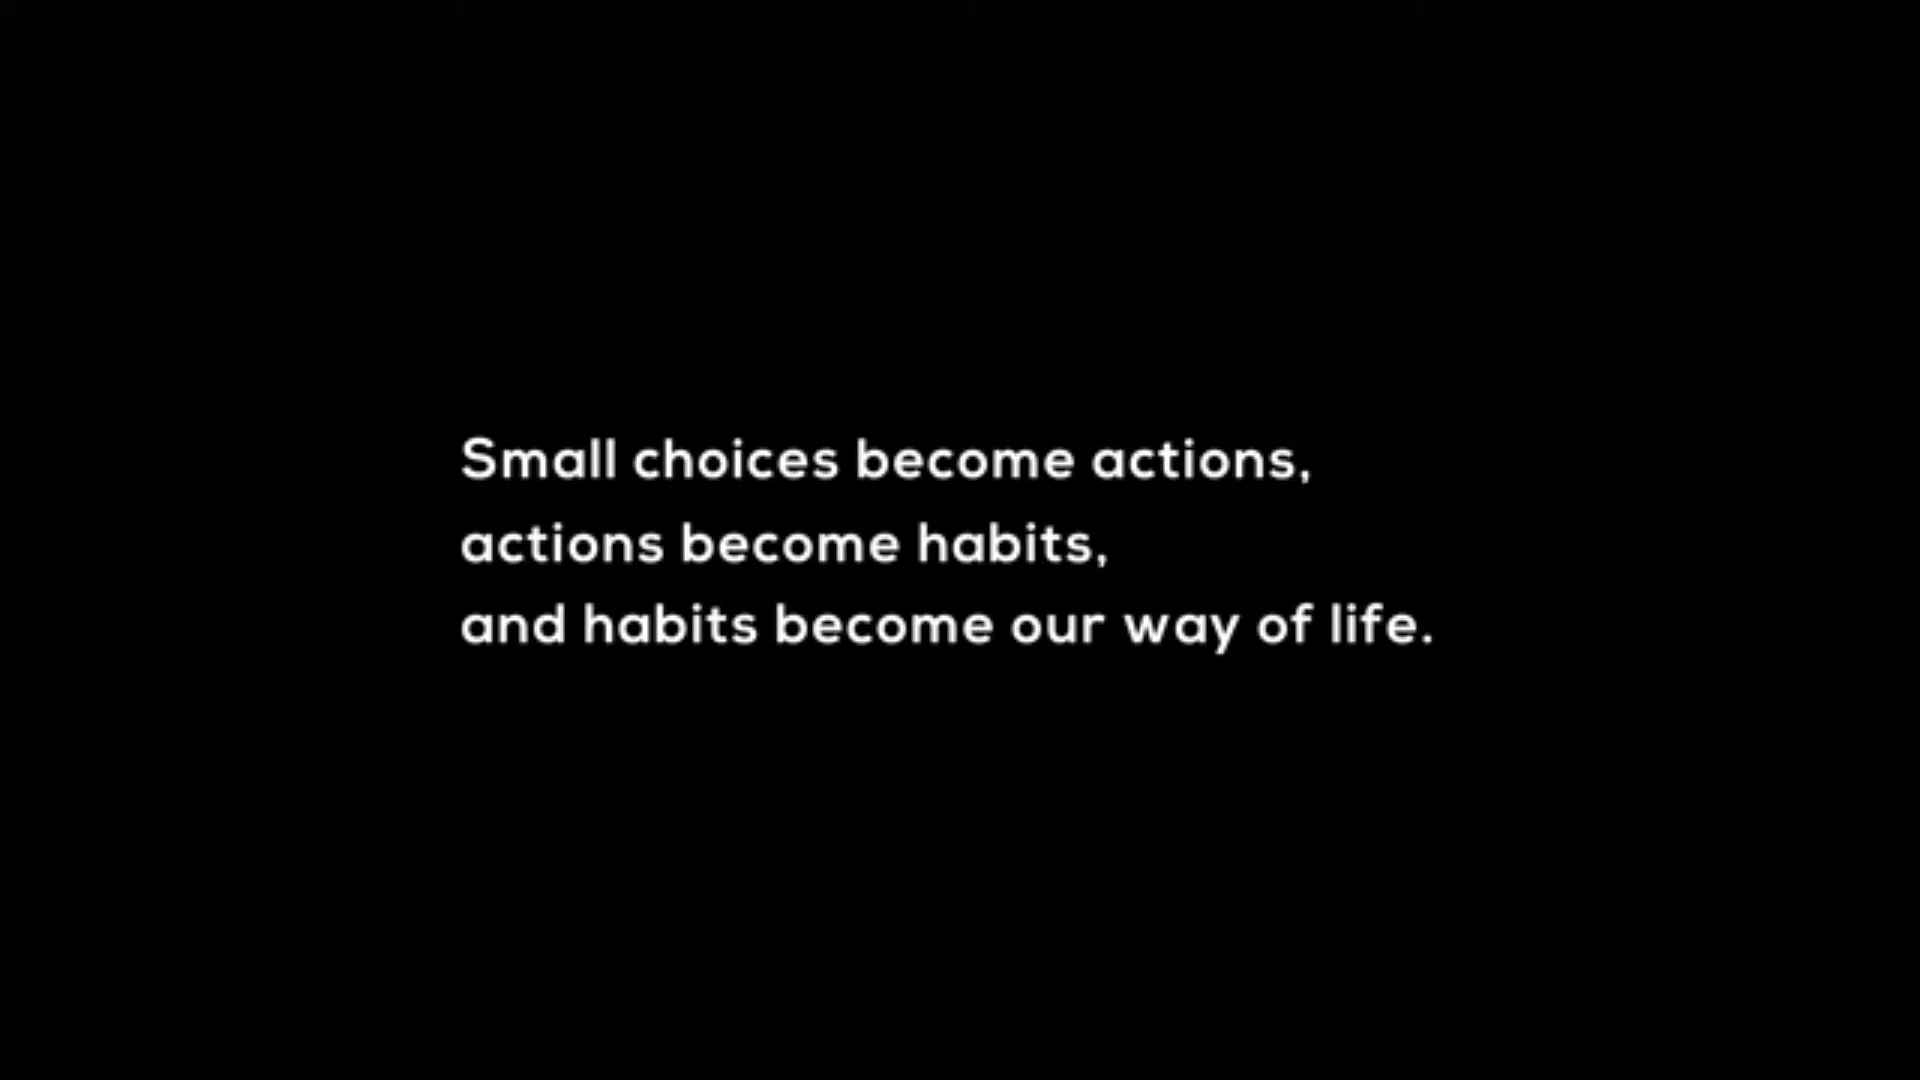 Small choices become actions,
actions become habits,
and habits become our way of life.